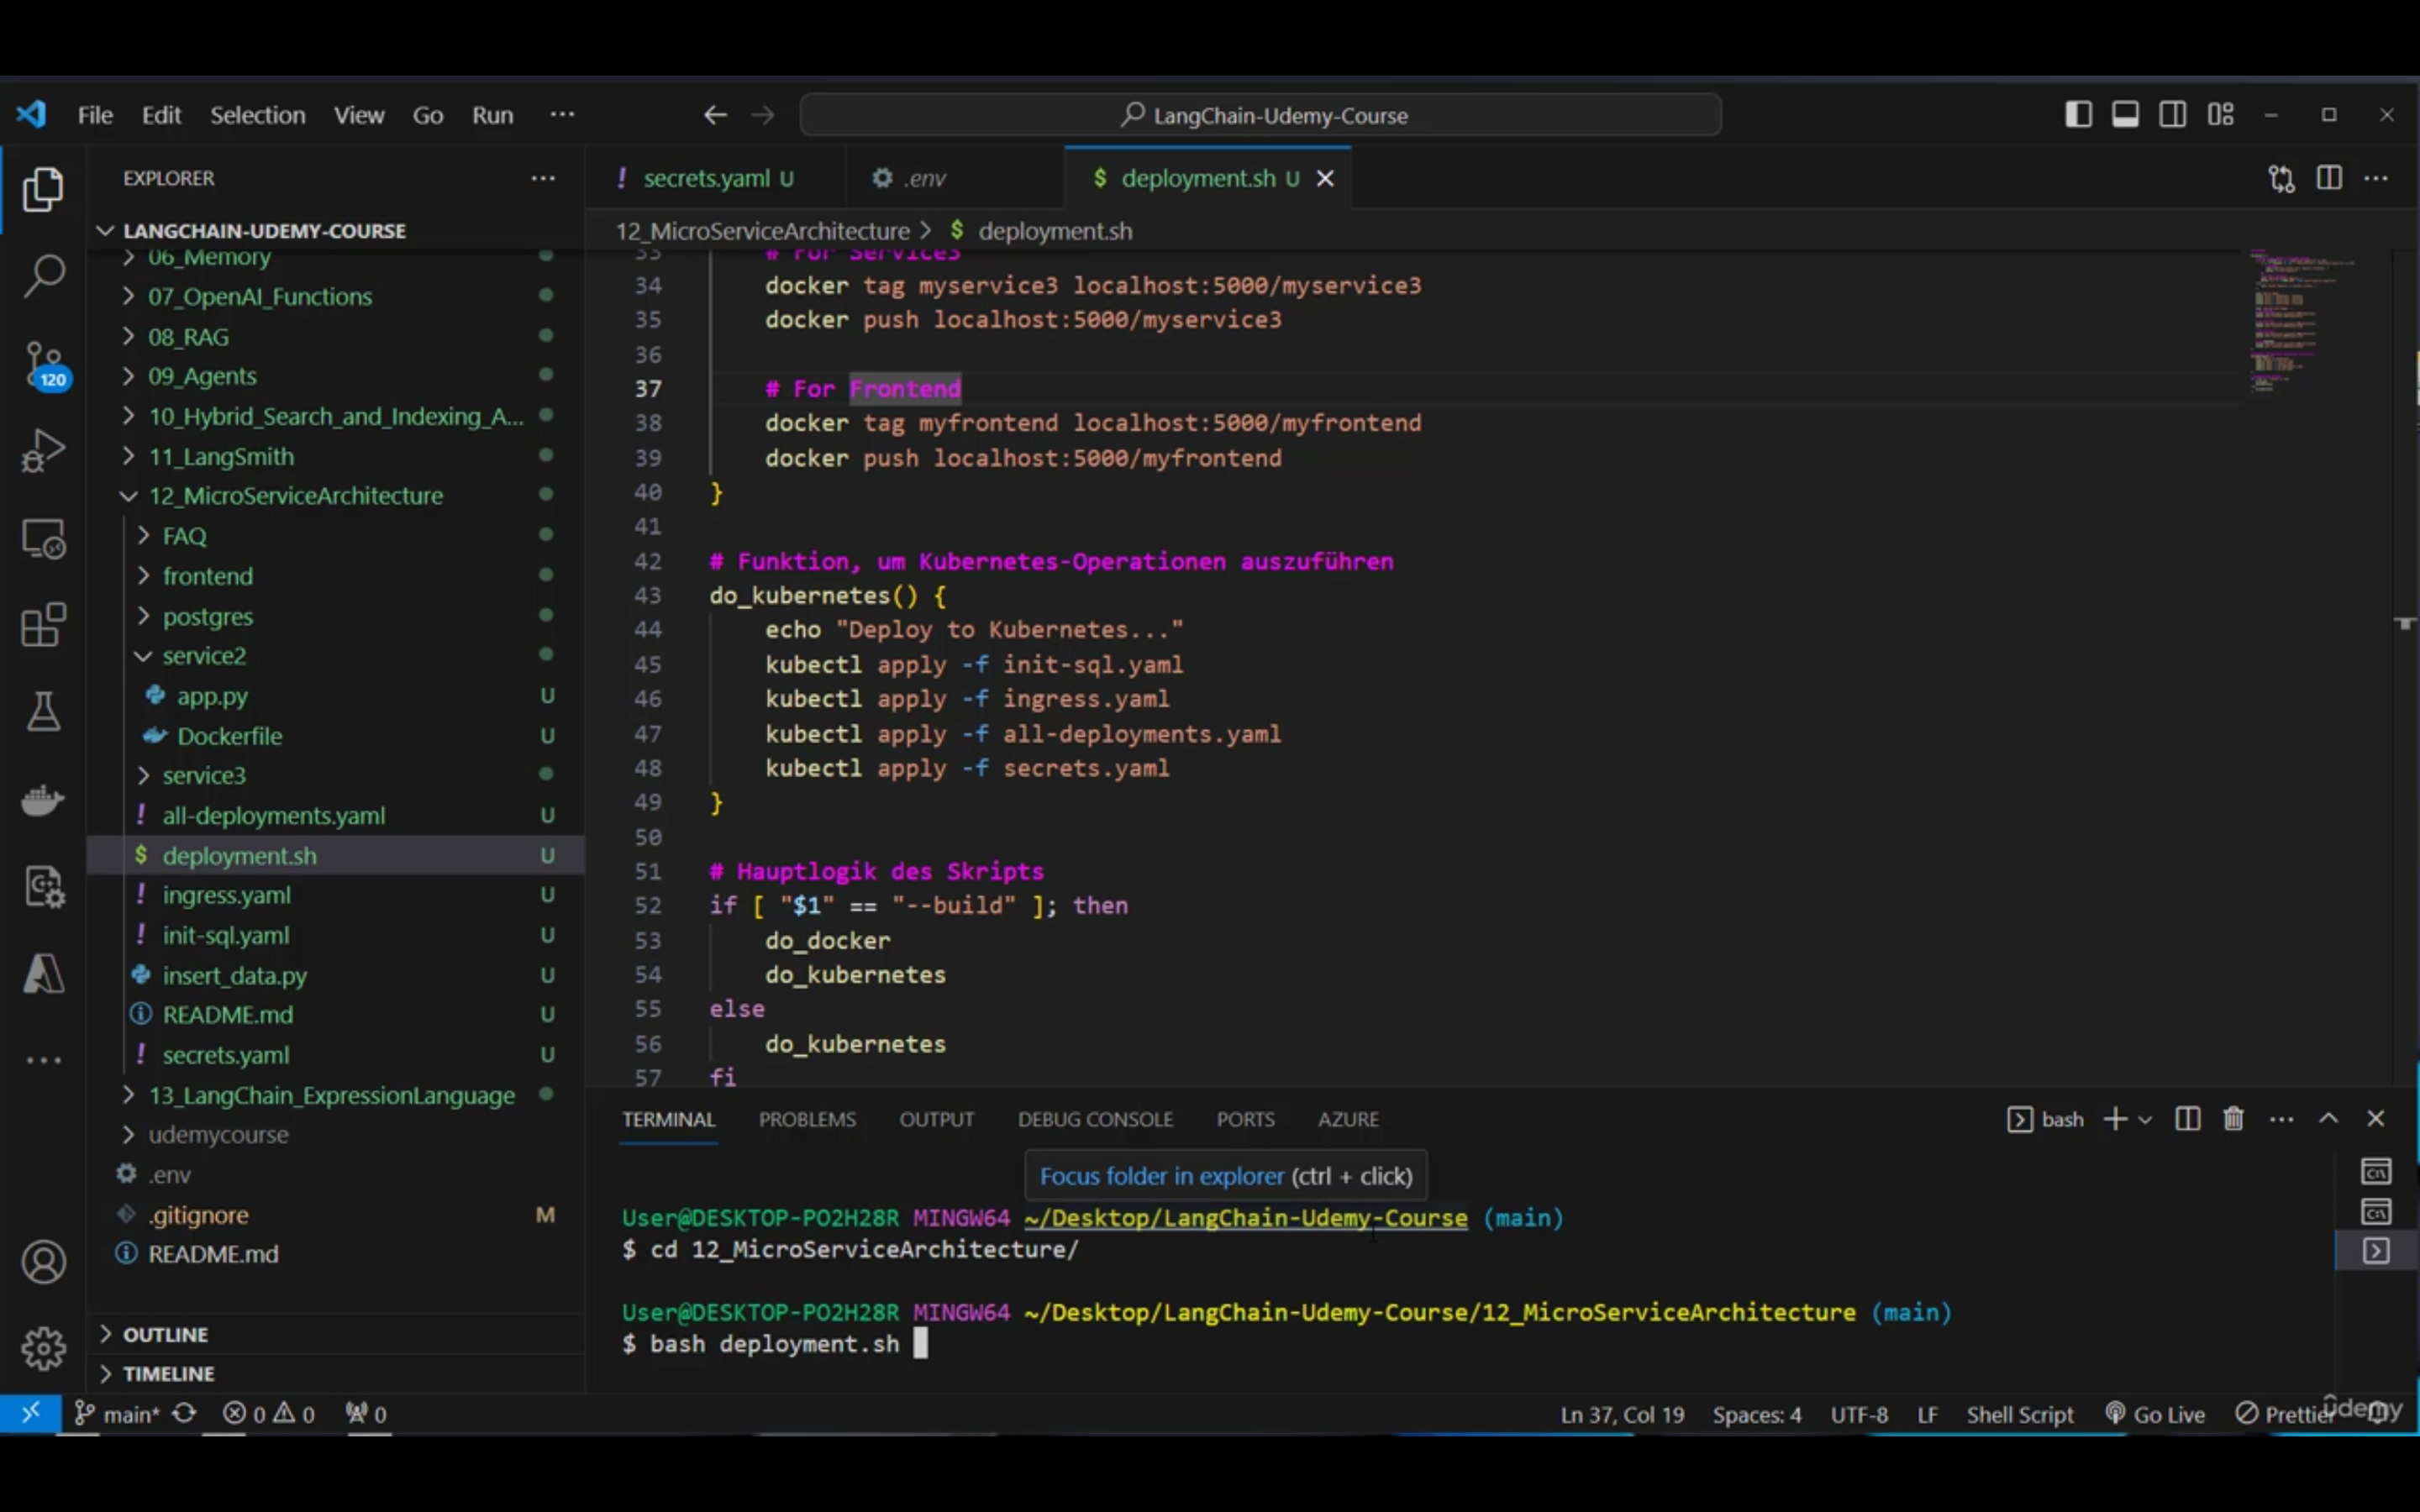 File Edit Selection View Go Run ···
LangChain-Udemy-Course
EXPLORER
LANGCHAIN-UDEMY-COURSE
06_Memory
07_OpenAI_Functions
08_RAG
09_Agents
10_Hybrid_Search_and_Indexing_A...
11_LangSmith
12_MicroServiceArchitecture
FAQ
frontend
postgres
service2
app.py U
Dockerfile U
service3
all-deployments.yaml U
deployment.sh U
ingress.yaml U
init-sql.yaml U
insert_data.py U
README.md U
secrets.yaml U
13_LangChain_ExpressionLanguage
udemycourse
.env
.gitignore M
README.md
OUTLINE
TIMELINE
120
secrets.yaml U .env deployment.sh U
12_MicroServiceArchitecture > $ deployment.sh
33 # For Service3
34 docker tag myservice3 localhost:5000/myservice3
35 docker push localhost:5000/myservice3
36
37 # For Frontend
38 docker tag myfrontend localhost:5000/myfrontend
39 docker push localhost:5000/myfrontend
40 }
41
42 # Funktion, um Kubernetes-Operationen auszuführen
43 do_kubernetes() {
44 echo "Deploy to Kubernetes..."
45 kubectl apply -f init-sql.yaml
46 kubectl apply -f ingress.yaml
47 kubectl apply -f all-deployments.yaml
48 kubectl apply -f secrets.yaml
49 }
50
51 # Hauptlogik des Skripts
52 if [ "$1" == "--build" ]; then
53 do_docker
54 do_kubernetes
55 else
56 do_kubernetes
57 fi
TERMINAL PROBLEMS OUTPUT DEBUG CONSOLE PORTS AZURE
bash
Focus folder in explorer (ctrl + click)
User@DESKTOP-PO2H28R MINGW64 ~/Desktop/LangChain-Udemy-Course (main)
$ cd 12_MicroServiceArchitecture/
User@DESKTOP-PO2H28R MINGW64 ~/Desktop/LangChain-Udemy-Course/12_MicroServiceArchitecture (main)
$ bash deployment.sh
main* 0 0 0
Ln 37, Col 19 Spaces: 4 UTF-8 LF Shell Script Go Live Prettier
udemy